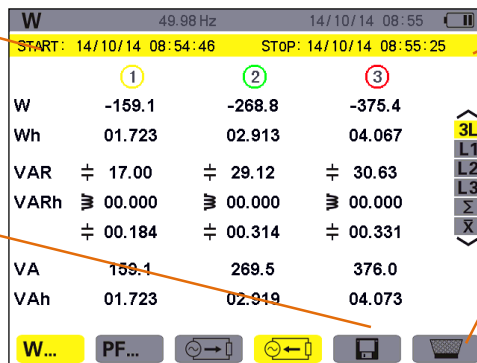 W 49.98 Hz 14/10/14 08:55
START: 14/10/14 08:54:46 STOP: 14/10/14 08:55:25
1 2 3
W -159.1 -268.8 -375.4
Wh 01.723 02.913 04.067
VAR 17.00 29.12 30.63
VARh 00.000 00.000 00.000
00.184 00.314 00.331
VA 159.1 269.5 376.0
VAh 01.723 02.919 04.073
3L
L1
L2
L3
Σ
X̅
W... PF...